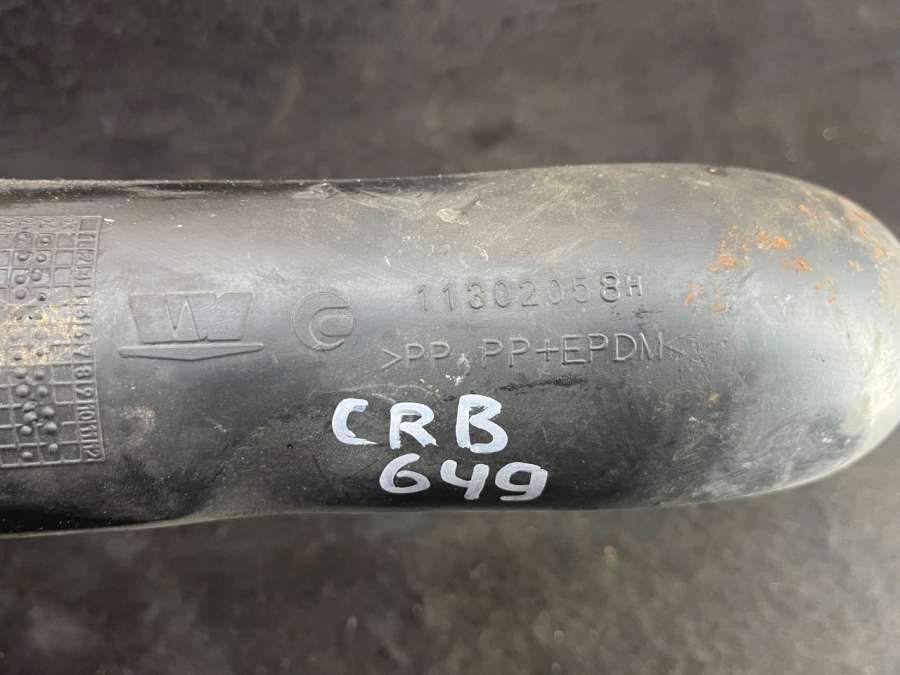 11302058H
>PP, PP+EPDM<
CRB
649